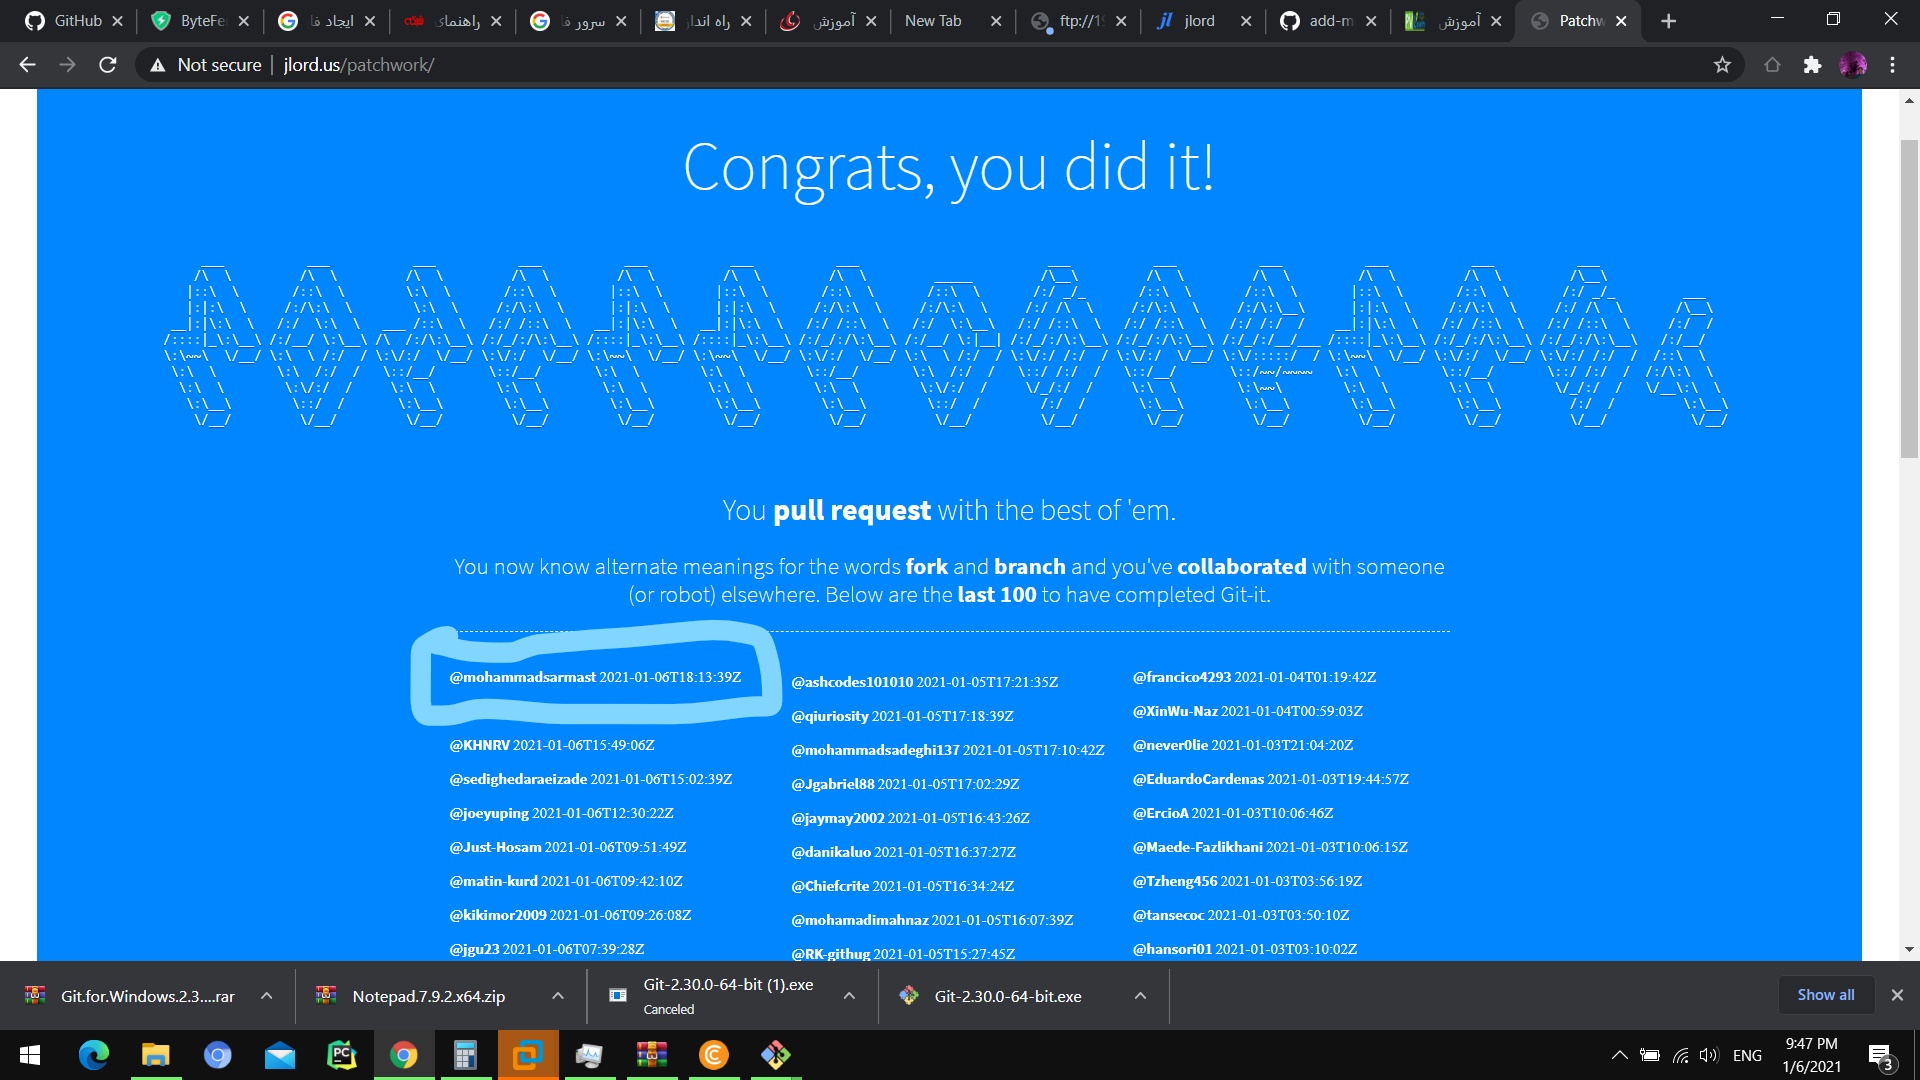 GitHub
ByteFe
ایجاد فا
راهنمای
سرور فا
راه انداز
آموزش
New Tab
ftp://19
jlord
add-m
آموزش
Patchw
Not secure
jlord.us/patchwork/
Congrats, you did it!
You pull request with the best of 'em.
You now know alternate meanings for the words fork and branch and you've collaborated with someone
(or robot) elsewhere. Below are the last 100 to have completed Git-it.
@mohammadsarmast 2021-01-06T18:13:39Z
@KHNRV 2021-01-06T15:49:06Z
@sedighedaraeizade 2021-01-06T15:02:39Z
@joeyuping 2021-01-06T12:30:22Z
@Just-Hosam 2021-01-06T09:51:49Z
@matin-kurd 2021-01-06T09:42:10Z
@kikimor2009 2021-01-06T09:26:08Z
@jgu23 2021-01-06T07:39:28Z
@ashcodes101010 2021-01-05T17:21:35Z
@qiuriosity 2021-01-05T17:18:39Z
@mohammadsadeghi137 2021-01-05T17:10:42Z
@Jgabriel88 2021-01-05T17:02:29Z
@jaymay2002 2021-01-05T16:43:26Z
@danikaluo 2021-01-05T16:37:27Z
@Chiefcrite 2021-01-05T16:34:24Z
@mohamadimahnaz 2021-01-05T16:07:39Z
@RK-githug 2021-01-05T15:27:45Z
@francico4293 2021-01-04T01:19:42Z
@XinWu-Naz 2021-01-04T00:59:03Z
@never0lie 2021-01-03T21:04:20Z
@EduardoCardenas 2021-01-03T19:44:57Z
@ErcioA 2021-01-03T10:06:46Z
@Maede-Fazlikhani 2021-01-03T10:06:15Z
@Tzheng456 2021-01-03T03:56:19Z
@tansecoc 2021-01-03T03:50:10Z
@hansori01 2021-01-03T03:10:02Z
Git.for.Windows.2.3....rar
Notepad.7.9.2.x64.zip
Git-2.30.0-64-bit (1).exe
Canceled
Git-2.30.0-64-bit.exe
Show all
ENG
9:47 PM
1/6/2021
3